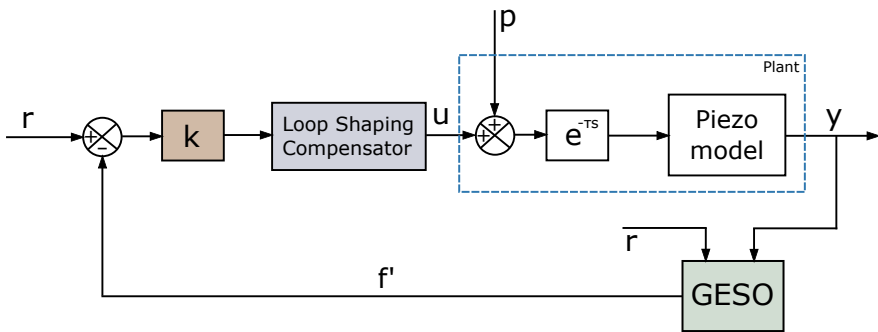 p
Plant
r
+
−
k
Loop Shaping
Compensator
u
+
+
e^-τs
Piezo
model
y
r
GESO
f'